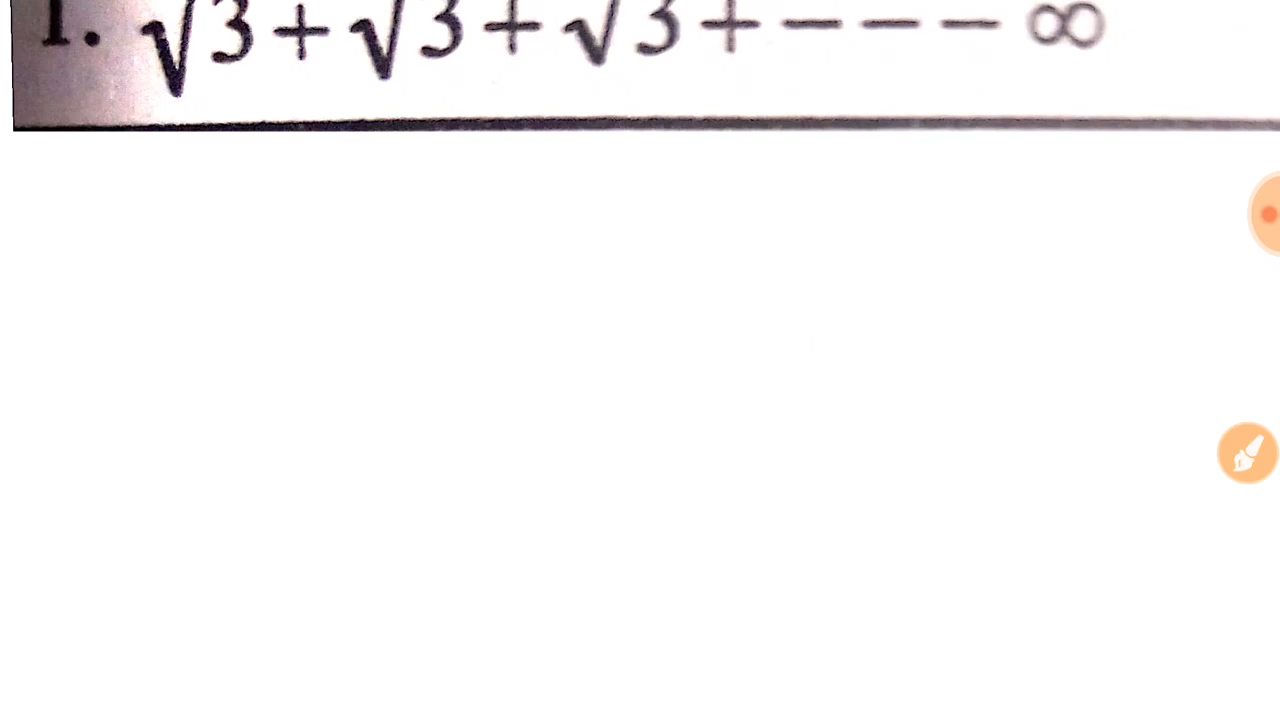 1. √3 + √3 + √3 + – – – ∞